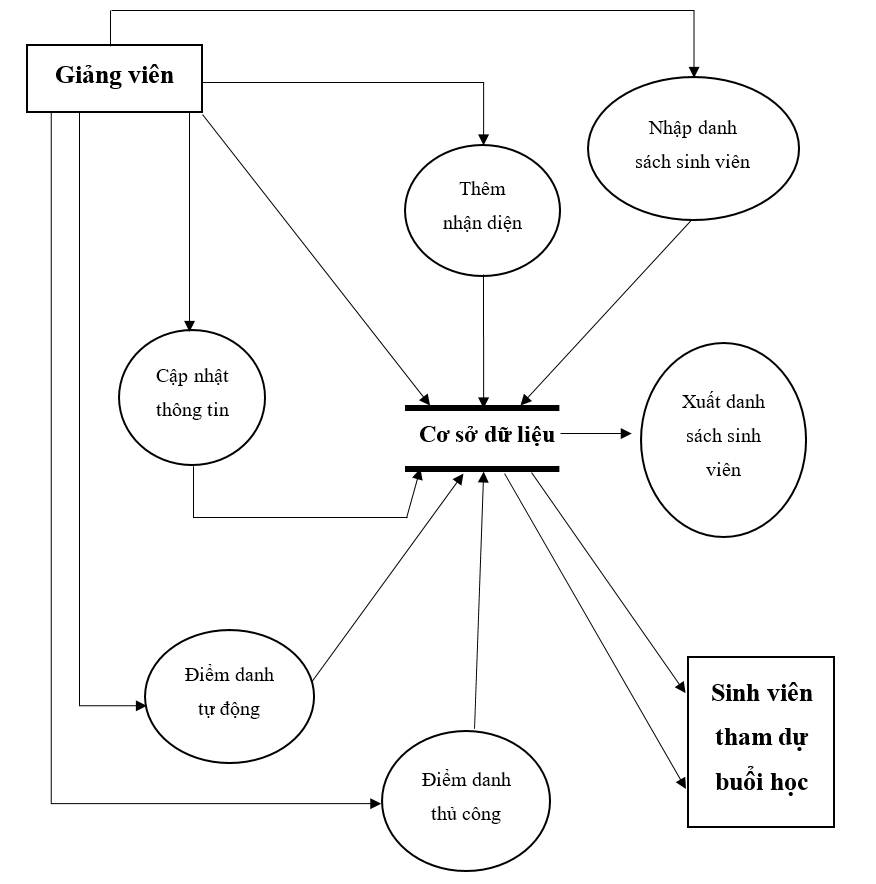 Giảng viên
Nhập danh
sách sinh viên
Thêm
nhận diện
Cập nhật
thông tin
Cơ sở dữ liệu
Xuất danh
sách sinh
viên
Điểm danh
tự động
Sinh viên
tham dự
buổi học
Điểm danh
thủ công